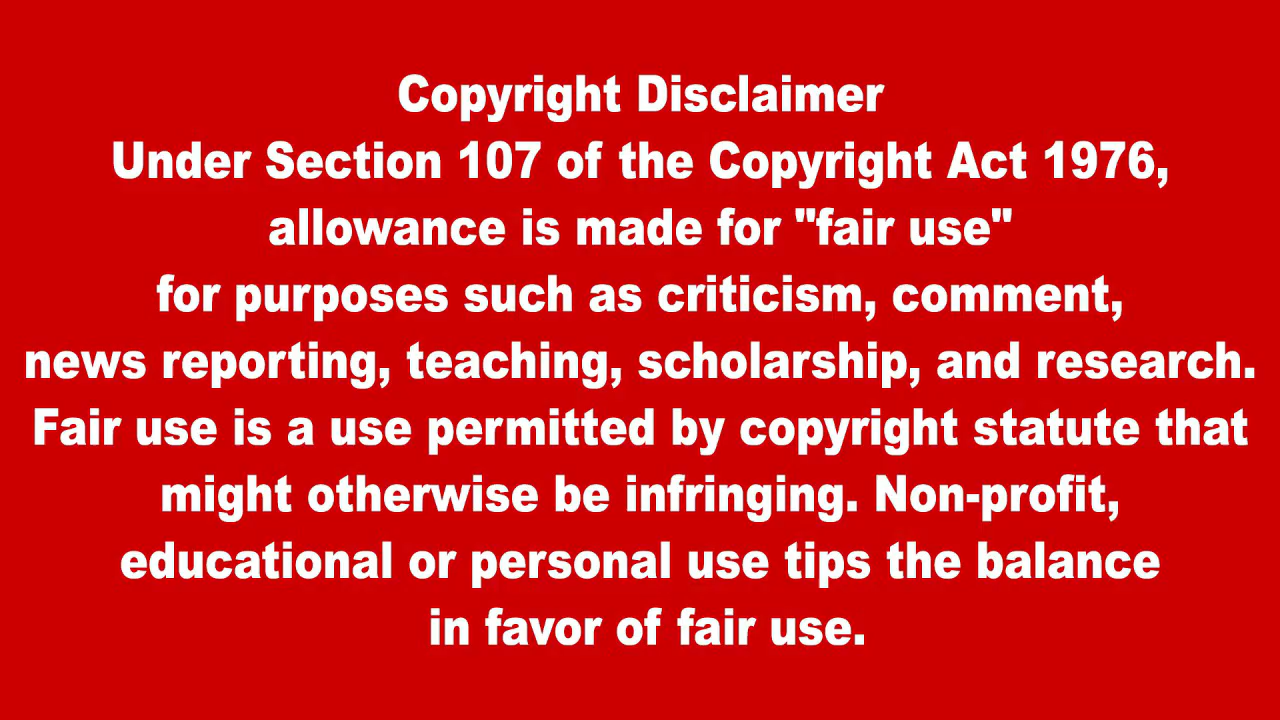 Copyright Disclaimer
Under Section 107 of the Copyright Act 1976,
allowance is made for "fair use"
for purposes such as criticism, comment,
news reporting, teaching, scholarship, and research.
Fair use is a use permitted by copyright statute that
might otherwise be infringing. Non-profit,
educational or personal use tips the balance
in favor of fair use.